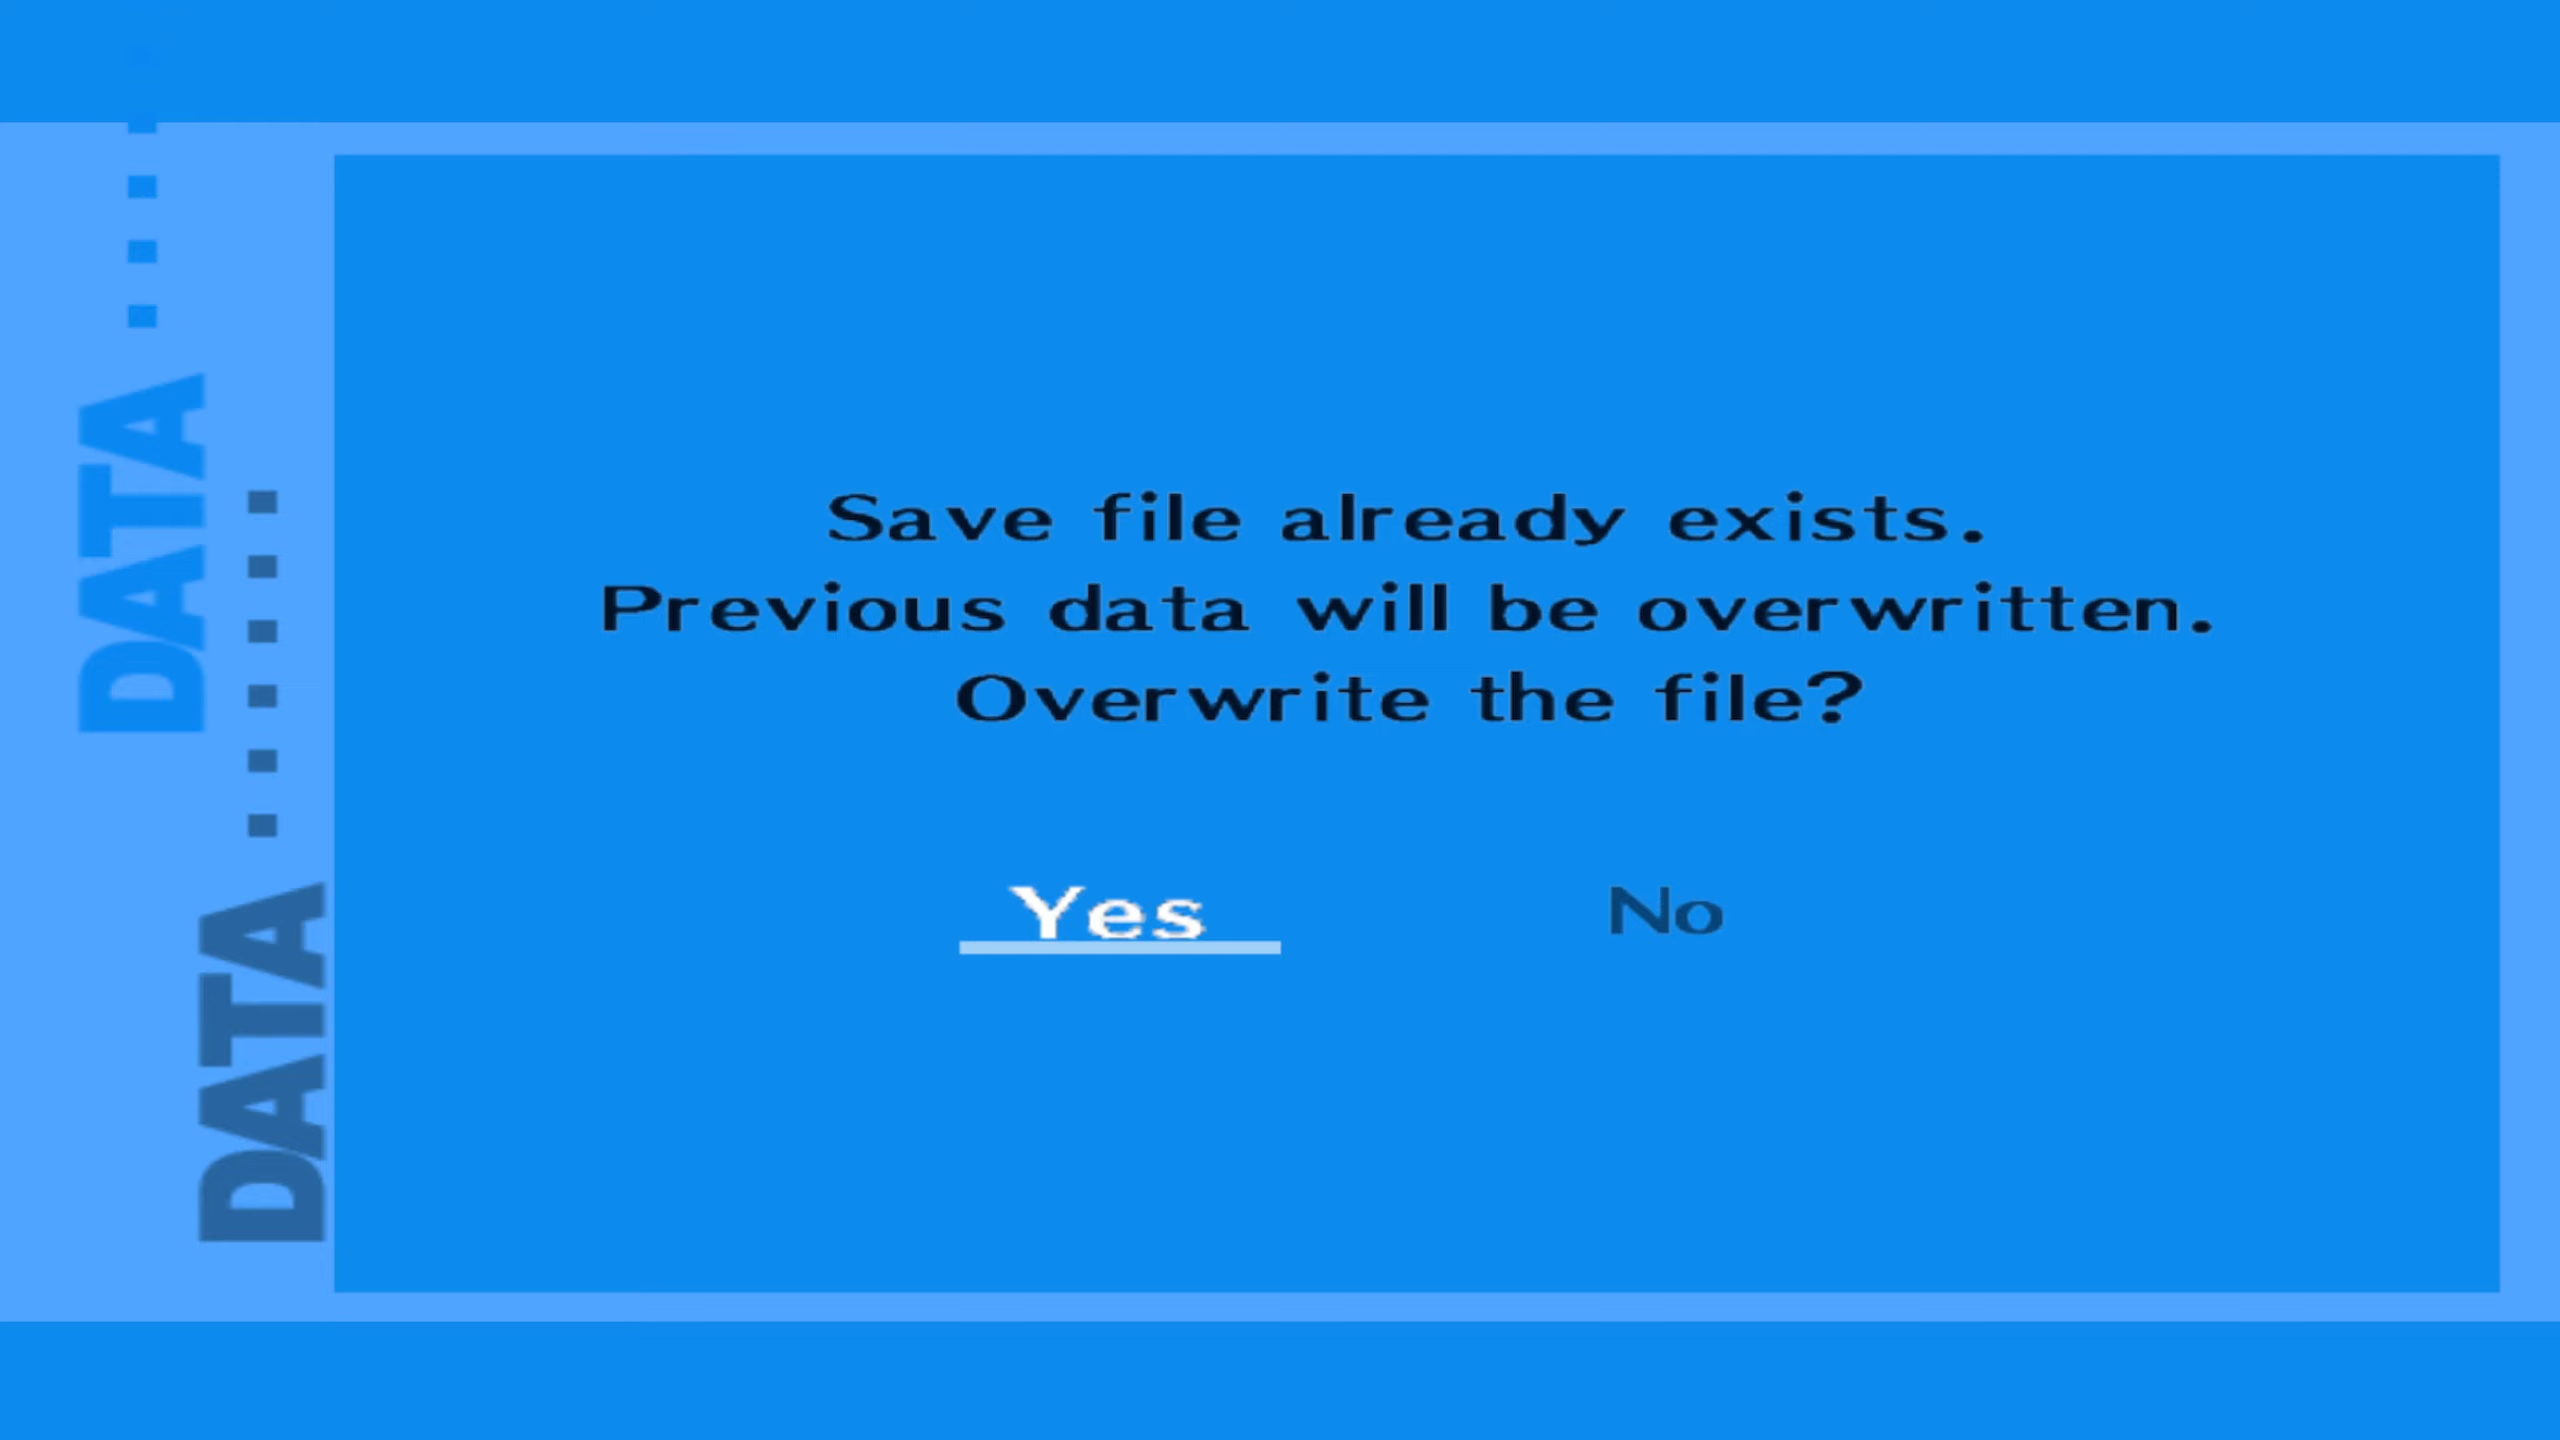 DATA
DATA
Save file already exists.
Previous data will be overwritten.
Overwrite the file?
Yes No